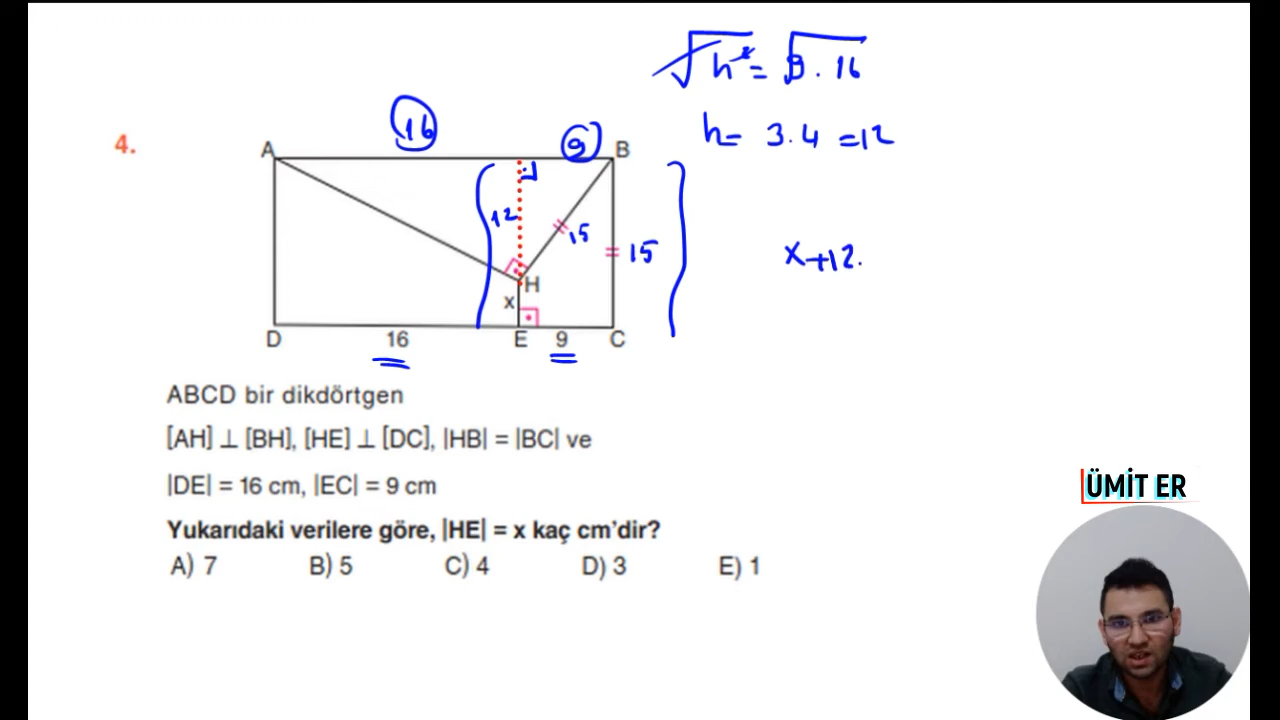 √h² = √9 . 16
h = 3.4 = 12
4.
16
9
A
B
12
15
15
x+12.
H
x
D
16
E
9
C
ABCD bir dikdörtgen
[AH] ⊥ [BH], [HE] ⊥ [DC], |HB| = |BC| ve
|DE| = 16 cm, |EC| = 9 cm
Yukarıdaki verilere göre, |HE| = x kaç cm'dir?
A) 7 B) 5 C) 4 D) 3 E) 1
ÜMİT ER